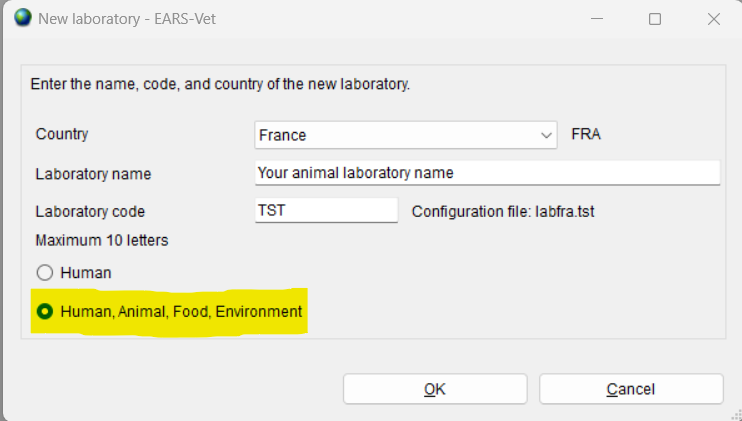 New laboratory - EARS-Vet
Enter the name, code, and country of the new laboratory.
Country France FRA
Laboratory name Your animal laboratory name
Laboratory code TST Configuration file: labfra.tst
Maximum 10 letters
Human
Human, Animal, Food, Environment
OK Cancel